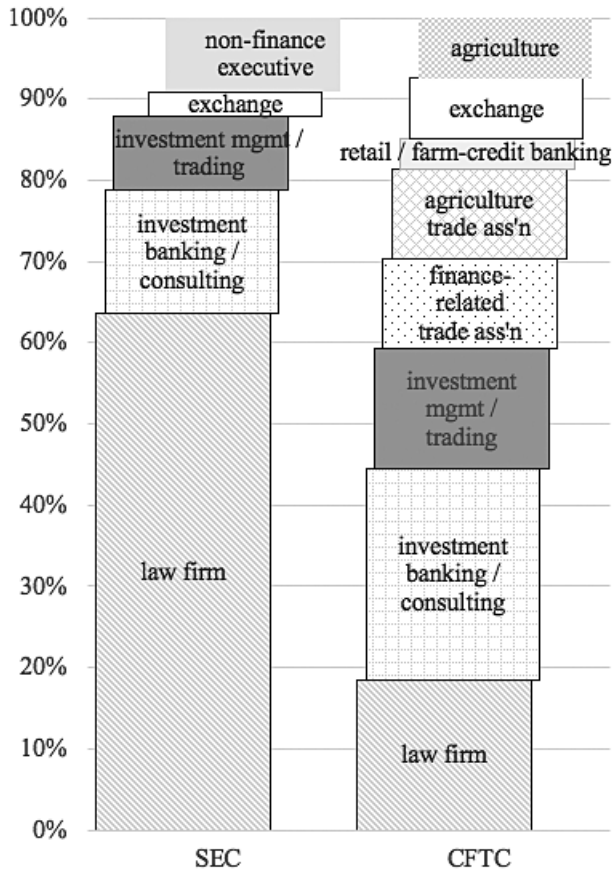 100%
90%
80%
70%
60%
50%
40%
30%
20%
10%
0%
non-finance
executive
exchange
investment mgmt /
trading
investment
banking /
consulting
law firm
SEC
agriculture
exchange
retail / farm-credit banking
agriculture
trade ass'n
finance-
related
trade ass'n
investment
mgmt /
trading
investment
banking /
consulting
law firm
CFTC